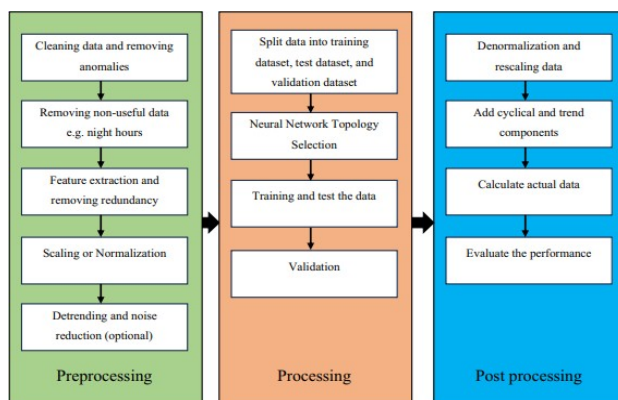 Cleaning data and removing
anomalies
Removing non-useful data
e.g. night hours
Feature extraction and
removing redundancy
Scaling or Normalization
Detrending and noise
reduction (optional)
Preprocessing
Split data into training
dataset, test dataset, and
validation dataset
Neural Network Topology
Selection
Training and test the data
Validation
Processing
Denormalization and
rescaling data
Add cyclical and trend
components
Calculate actual data
Evaluate the performance
Post processing